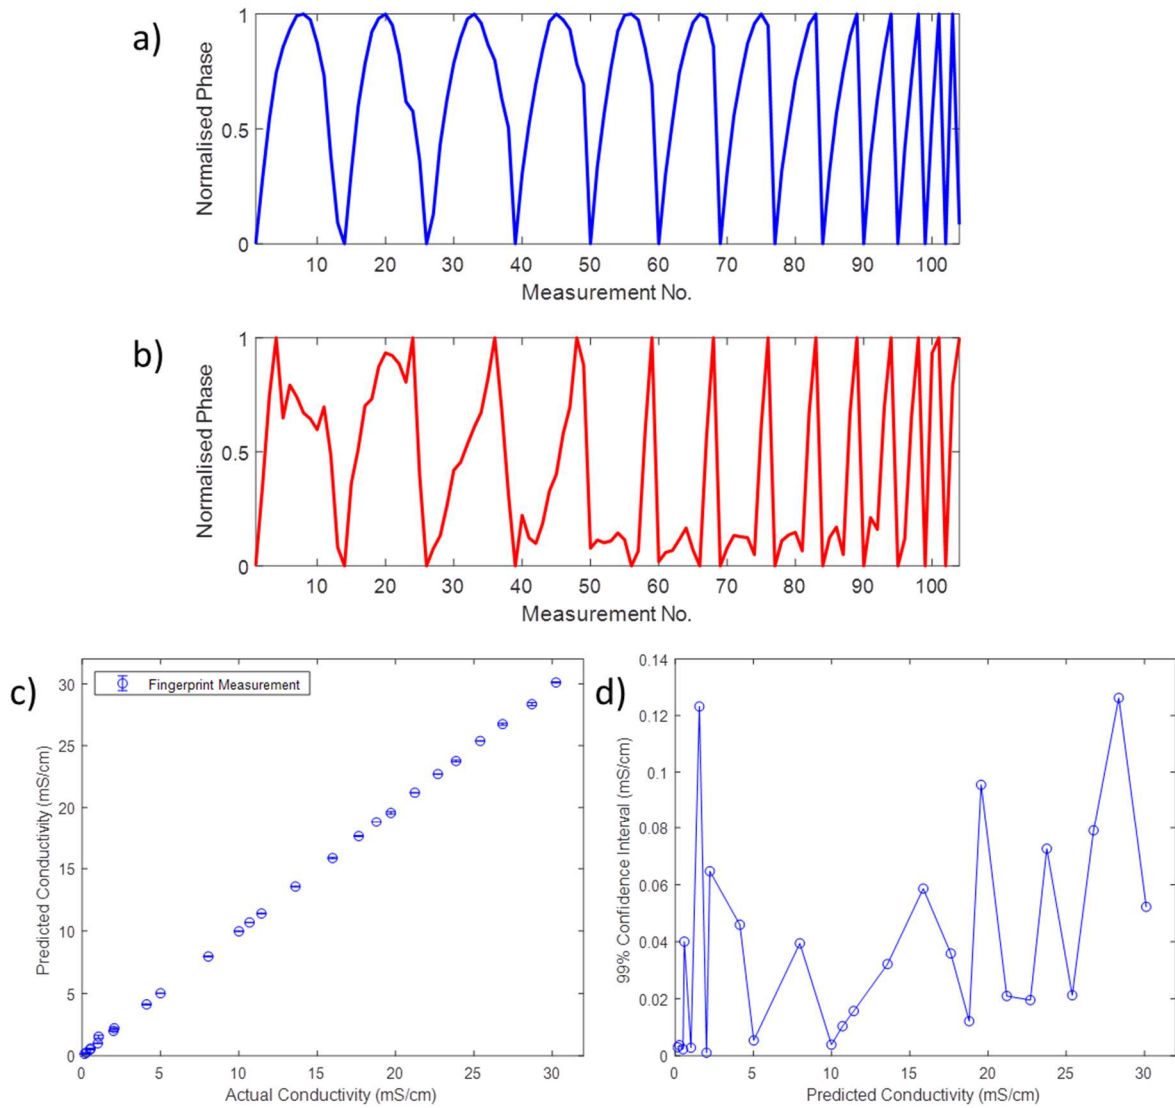 a)
Normalised Phase
1
0.5
0
10 20 30 40 50 60 70 80 90 100
Measurement No.
b)
Normalised Phase
1
0.5
0
10 20 30 40 50 60 70 80 90 100
Measurement No.
c)
Fingerprint Measurement
Predicted Conductivity (mS/cm)
30
25
20
15
10
5
0
0 5 10 15 20 25 30
Actual Conductivity (mS/cm)
d)
99% Confidence Interval (mS/cm)
0.14
0.12
0.1
0.08
0.06
0.04
0.02
0
0 5 10 15 20 25 30
Predicted Conductivity (mS/cm)